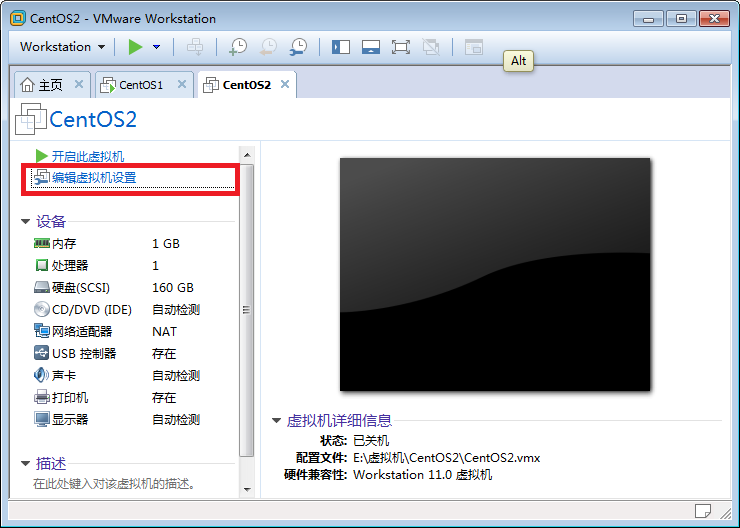 CentOS2 - VMware Workstation
Workstation
Alt
主页 CentOS1 CentOS2
CentOS2
开启此虚拟机
编辑虚拟机设置
设备
内存 1 GB
处理器 1
硬盘(SCSI) 160 GB
CD/DVD (IDE) 自动检测
网络适配器 NAT
USB 控制器 存在
声卡 自动检测
打印机 存在
显示器 自动检测
描述
在此处键入对该虚拟机的描述。
虚拟机详细信息
状态: 已关机
配置文件: E:\虚拟机\CentOS2\CentOS2.vmx
硬件兼容性: Workstation 11.0 虚拟机